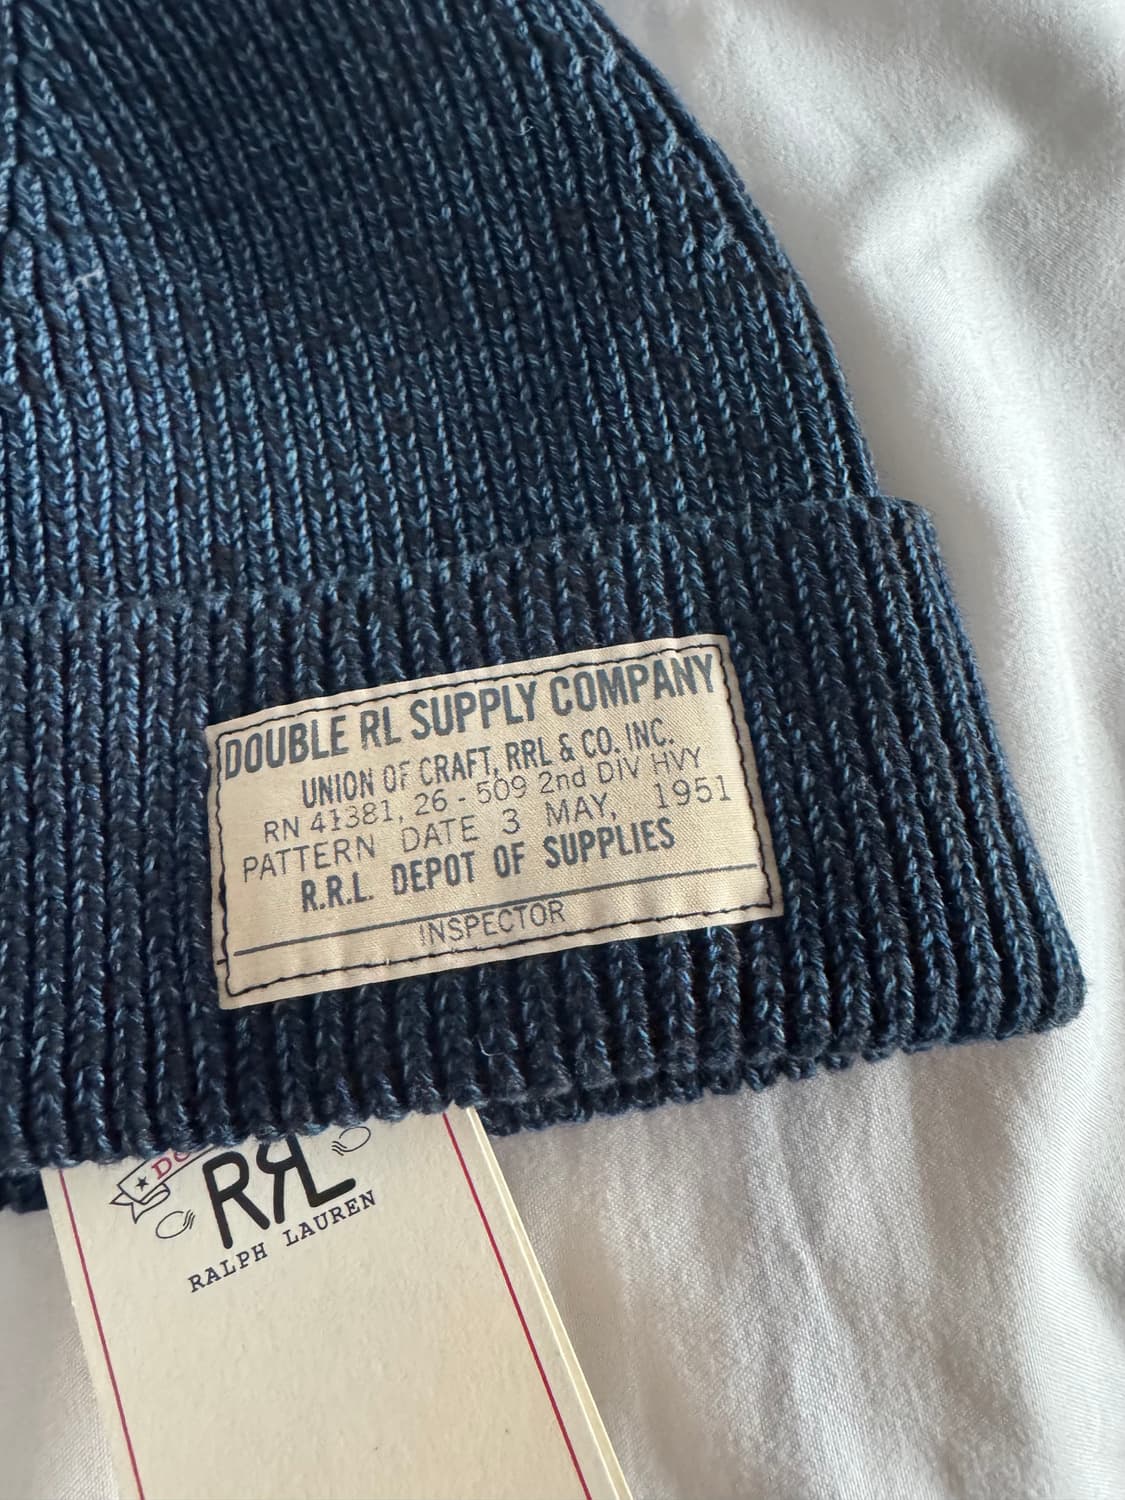 DOUBLE RL SUPPLY COMPANY
UNION OF CRAFT, RRL & CO. INC.
RN 41381, 26 - 509 2nd DIV HVY
PATTERN DATE 3 MAY, 1951
R.R.L. DEPOT OF SUPPLIES
INSPECTOR
RRL
RALPH LAUREN